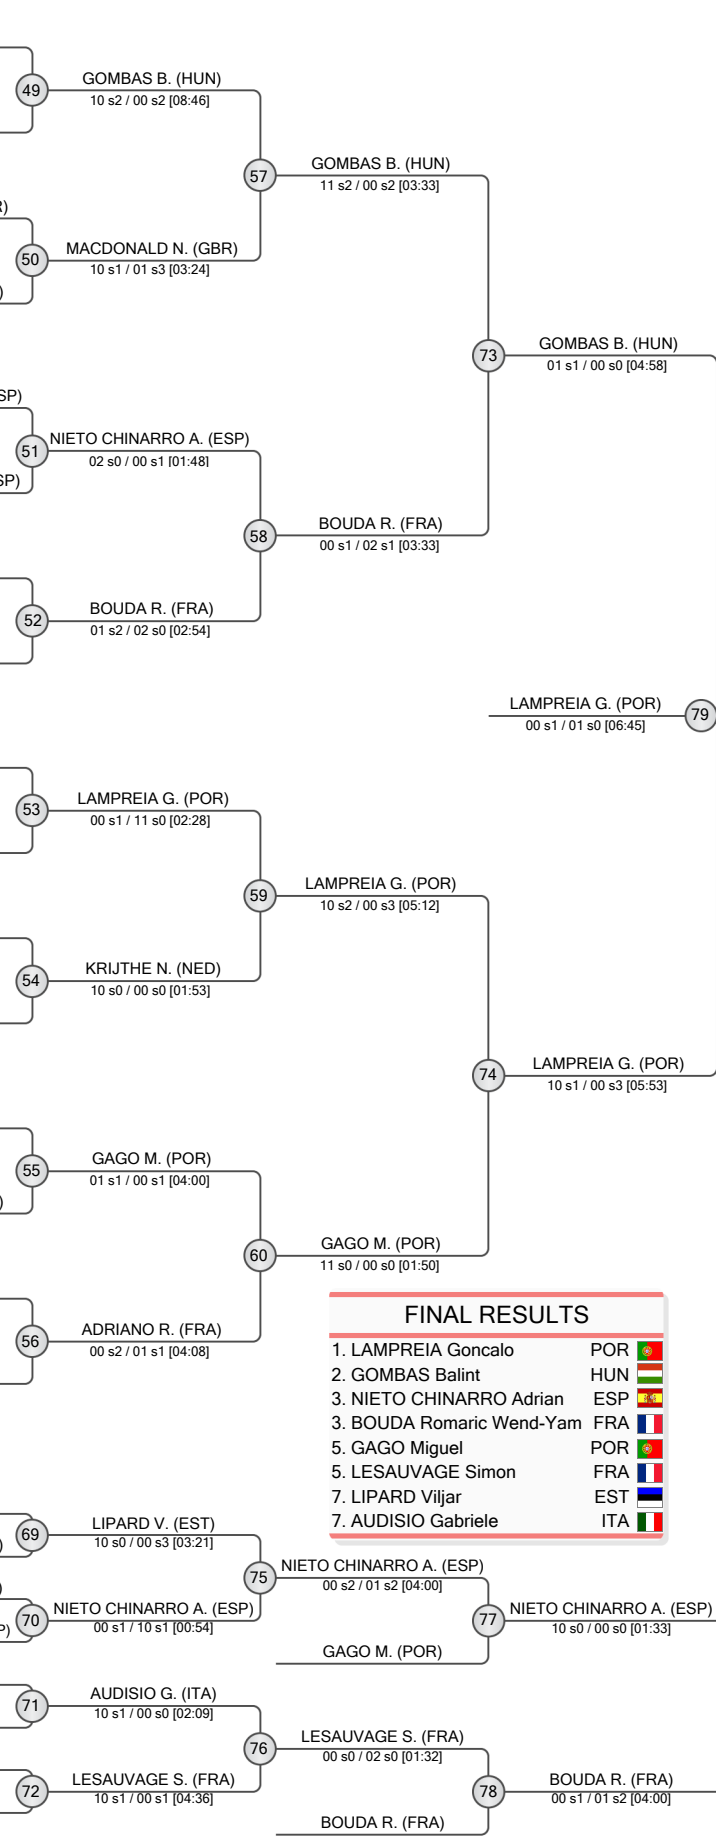 49
GOMBAS B. (HUN)
10 s2 / 00 s2 [08:46]
57
GOMBAS B. (HUN)
11 s2 / 00 s2 [03:33]
)
50
MACDONALD N. (GBR)
10 s1 / 01 s3 [03:24]
)
73
GOMBAS B. (HUN)
01 s1 / 00 s0 [04:58]
SP)
51
NIETO CHINARRO A. (ESP)
02 s0 / 00 s1 [01:48]
SP)
58
BOUDA R. (FRA)
00 s1 / 02 s1 [03:33]
52
BOUDA R. (FRA)
01 s2 / 02 s0 [02:54]
LAMPREIA G. (POR)
00 s1 / 01 s0 [06:45]
79
53
LAMPREIA G. (POR)
00 s1 / 11 s0 [02:28]
59
LAMPREIA G. (POR)
10 s2 / 00 s3 [05:12]
54
KRIJTHE N. (NED)
10 s0 / 00 s0 [01:53]
74
LAMPREIA G. (POR)
10 s1 / 00 s3 [05:53]
55
GAGO M. (POR)
01 s1 / 00 s1 [04:00]
)
60
GAGO M. (POR)
11 s0 / 00 s0 [01:50]
56
ADRIANO R. (FRA)
00 s2 / 01 s1 [04:08]
FINAL RESULTS
1. LAMPREIA Goncalo POR
2. GOMBAS Balint HUN
3. NIETO CHINARRO Adrian ESP
3. BOUDA Romaric Wend-Yam FRA
5. GAGO Miguel POR
5. LESAUVAGE Simon FRA
7. LIPARD Viljar EST
7. AUDISIO Gabriele ITA
69
LIPARD V. (EST)
10 s0 / 00 s3 [03:21]
)
75
NIETO CHINARRO A. (ESP)
00 s2 / 01 s2 [04:00]
)
70
NIETO CHINARRO A. (ESP)
00 s1 / 10 s1 [00:54]
P)
77
NIETO CHINARRO A. (ESP)
10 s0 / 00 s0 [01:33]
GAGO M. (POR)
71
AUDISIO G. (ITA)
10 s1 / 00 s0 [02:09]
76
LESAUVAGE S. (FRA)
00 s0 / 02 s0 [01:32]
72
LESAUVAGE S. (FRA)
10 s1 / 00 s1 [04:36]
78
BOUDA R. (FRA)
00 s1 / 01 s2 [04:00]
BOUDA R. (FRA)